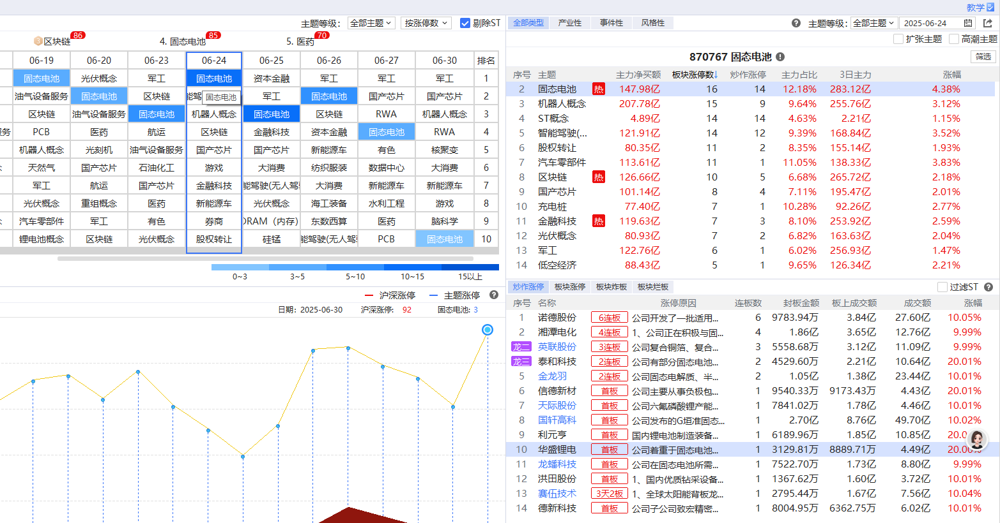 教学
主题等级: 全部主题 按涨停数 剔除ST
3 区块链 86 4. 固态电池 85 5. 医药 70
06-19 06-20 06-23 06-24 06-25 06-26 06-27 06-30 排名
固态电池 光伏概念 军工 固态电池 资本金融 军工 军工 军工 1
油气设备服务 固态电池 区块链 能驾 固态电池 军工 固态电池 国产芯片 国产芯片 2
区块链 油气设备服务 固态电池 机器人概念 固态电池 区块链 RWA 机器人概念 3
服务 PCB 医药 航运 区块链 金融科技 资本金融 固态电池 RWA 4
机器人概念 光刻机 油气设备服务 国产芯片 国产芯片 新能源车 有色 核聚变 5
天然气 国产芯片 石油化工 游戏 大消费 纺织服装 数据中心 大消费 6
军工 航运 国产芯片 金融科技 能驾驶(无人驾 大消费 新能源车 新能源车 7
光伏概念 重组概念 医药 新能源车 光伏概念 海工装备 水利工程 游戏 8
汽车零部件 军工 有色 券商 DRAM（内存） 东数西算 医药 脑科学 9
锂电池概念 区块链 光伏概念 股权转让 硅锰 能驾驶(无人驾 PCB 固态电池 10
0~3 3~5 5~10 10~15 15以上
沪深涨停 主题涨停 ?
日期: 2025-06-30 沪深涨停: 92 固态电池: 3
全部类型 产业性 事件性 风格性 ? 主题等级: 全部主题 2025-06-24
扩张主题 高潮主题
870767 固态电池 ! 筛选
序号 主题 主力净买额 板块涨停数↓ 炒作涨停 主力占比 3日主力 涨幅
2 固态电池 热 147.98亿 16 14 12.18% 283.12亿 4.38%
3 机器人概念 207.78亿 15 9 9.64% 255.76亿 3.12%
4 ST概念 4.89亿 14 14 4.63% 2.21亿 1.15%
5 智能驾驶(... 121.91亿 14 12 9.39% 168.84亿 3.52%
6 股权转让 80.35亿 11 2 8.35% 155.14亿 1.93%
7 汽车零部件 113.61亿 11 1 11.05% 138.33亿 3.83%
8 区块链 热 126.66亿 10 5 6.68% 265.72亿 2.18%
9 国产芯片 101.14亿 8 4 7.11% 195.47亿 2.01%
10 充电桩 77.40亿 7 1 10.28% 92.26亿 2.77%
11 金融科技 热 119.63亿 7 3 8.10% 253.92亿 2.59%
12 光伏概念 80.93亿 7 2 6.82% 163.63亿 2.04%
13 军工 122.76亿 6 1 6.02% 256.93亿 1.47%
14 低空经济 88.43亿 5 1 9.65% 126.34亿 2.21%
炒作涨停 板块涨停 板块炸板 板块烂板 过滤ST ?
序号 名称 涨停原因 连板数 封板金额 板上成交额 成交额 涨幅
1 诺德股份 6连板 公司开发了一批适用... 6 9783.94万 3.84亿 27.60亿 10.05%
2 湘潭电化 4连板 1、公司正在积极与固... 4 1.86亿 3.65亿 12.76亿 9.99%
龙二 英联股份 3连板 公司复合铜箔、复合... 3 5558.68万 3.12亿 11.09亿 9.99%
龙三 泰和科技 2连板 公司有部分固态电池... 2 4529.60万 2.21亿 10.64亿 20.01%
5 金龙羽 2连板 公司固态电解质、半... 2 1.05亿 1.38亿 23.44亿 10.01%
6 信德新材 首板 公司主要从事负极包... 1 9540.33万 9173.43万 4.43亿 20.01%
7 天际股份 首板 公司六氟磷酸锂产能... 1 7841.02万 1.78亿 4.46亿 10.01%
8 国轩高科 首板 公司发布的G垣准固态... 1 2.70亿 8.76亿 49.70亿 10.02%
9 利元亨 首板 国内锂电池制造装备... 1 6189.96万 1.85亿 10.85亿 20.0
10 华盛锂电 首板 公司着重于固态电池... 1 3129.81万 8889.71万 4.49亿 20.00%
11 龙蟠科技 首板 公司在固态电池所需... 1 7522.70万 1.73亿 8.80亿 9.99%
12 洪田股份 首板 1、国内优质钻采设备... 1 1367.62万 1.60亿 3.72亿 10.01%
13 赛伍技术 3天2板 1、全球太阳能背板龙... 1 2795.44万 1.67亿 7.56亿 10.04%
14 德新科技 首板 公司子公司致宏精密... 1 8004.95万 6362.75万 6.02亿 10.01%